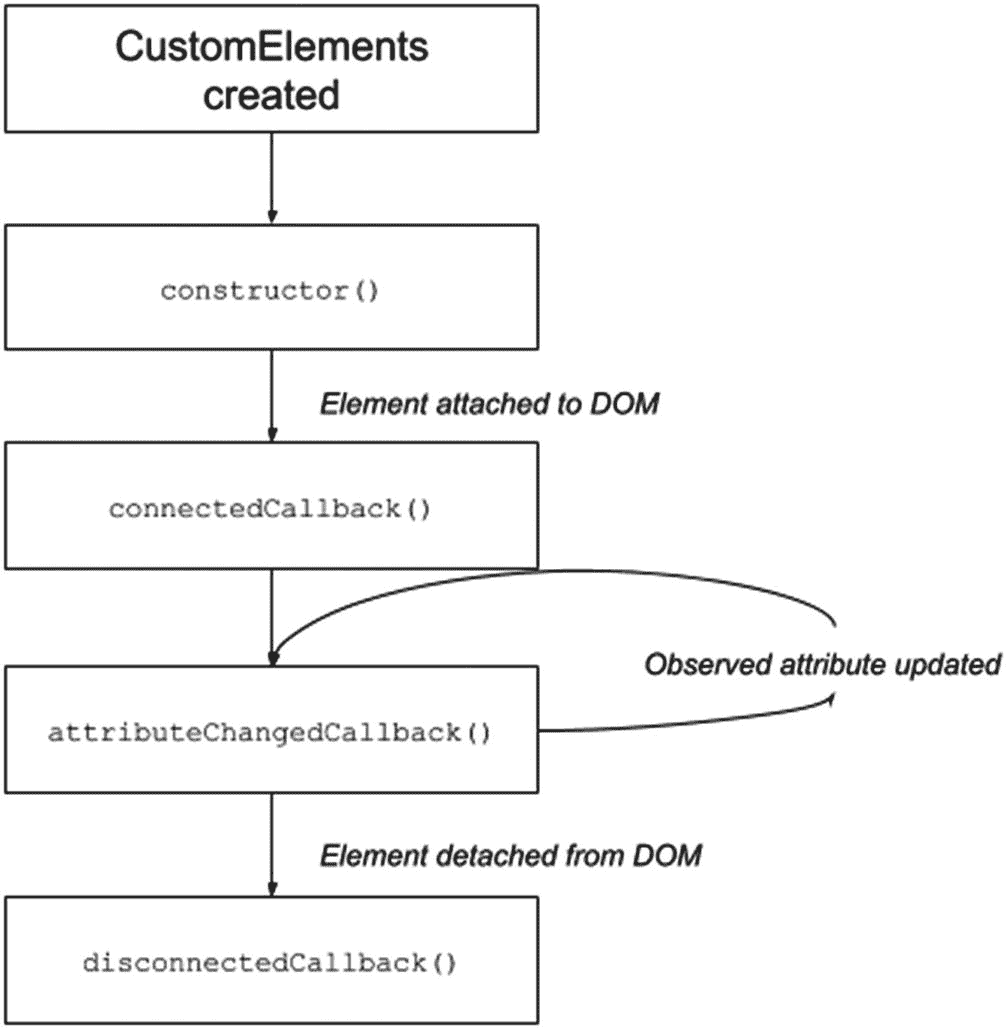 CustomElements
created
constructor()
Element attached to DOM
connectedCallback()
Observed attribute updated
attributeChangedCallback()
Element detached from DOM
disconnectedCallback()